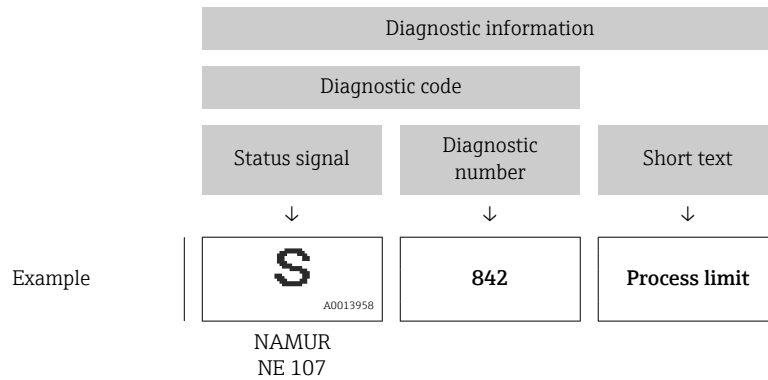 Diagnostic information
Diagnostic code
Status signal
Diagnostic
number
Short text
↓ ↓ ↓
Example
S
A0013958
842
Process limit
NAMUR
NE 107